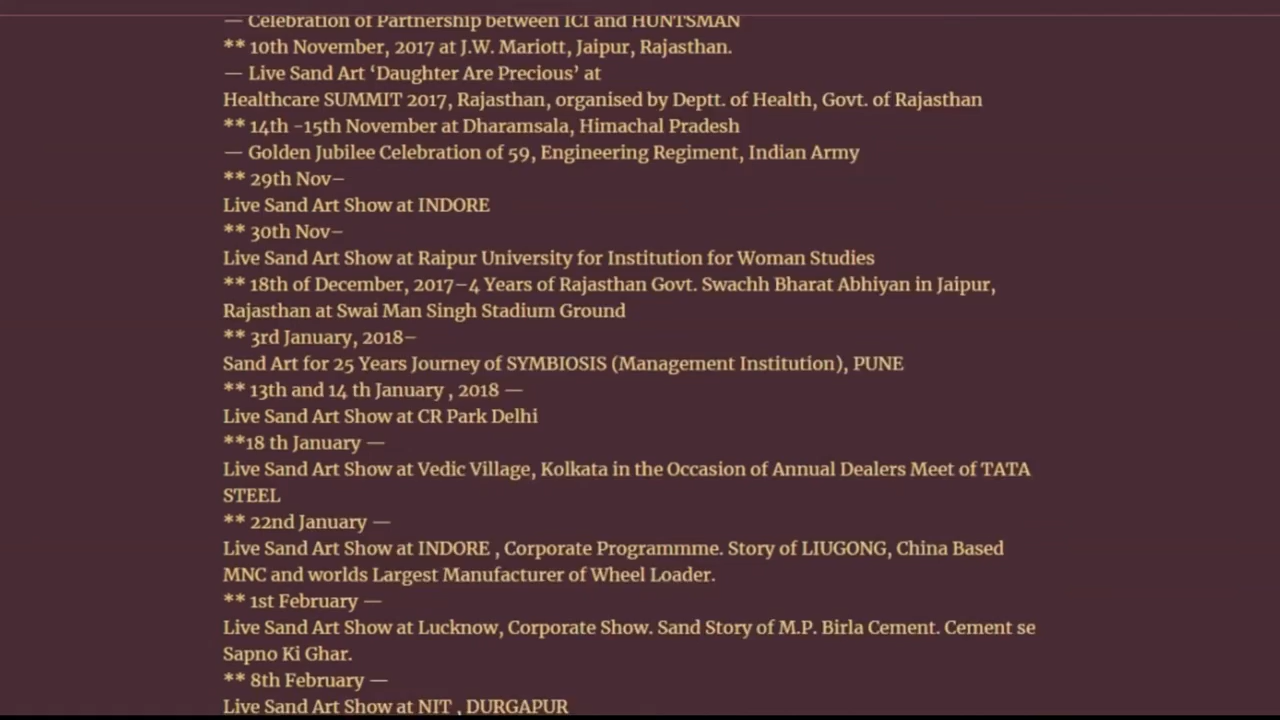 — Celebration of Partnership between ICI and HUNTSMAN
** 10th November, 2017 at J.W. Mariott, Jaipur, Rajasthan.
— Live Sand Art ‘Daughter Are Precious’ at
Healthcare SUMMIT 2017, Rajasthan, organised by Deptt. of Health, Govt. of Rajasthan
** 14th -15th November at Dharamsala, Himachal Pradesh
— Golden Jubilee Celebration of 59, Engineering Regiment, Indian Army
** 29th Nov–
Live Sand Art Show at INDORE
** 30th Nov–
Live Sand Art Show at Raipur University for Institution for Woman Studies
** 18th of December, 2017–4 Years of Rajasthan Govt. Swachh Bharat Abhiyan in Jaipur,
Rajasthan at Swai Man Singh Stadium Ground
** 3rd January, 2018–
Sand Art for 25 Years Journey of SYMBIOSIS (Management Institution), PUNE
** 13th and 14 th January , 2018 —
Live Sand Art Show at CR Park Delhi
**18 th January —
Live Sand Art Show at Vedic Village, Kolkata in the Occasion of Annual Dealers Meet of TATA
STEEL
** 22nd January —
Live Sand Art Show at INDORE , Corporate Programmme. Story of LIUGONG, China Based
MNC and worlds Largest Manufacturer of Wheel Loader.
** 1st February —
Live Sand Art Show at Lucknow, Corporate Show. Sand Story of M.P. Birla Cement. Cement se
Sapno Ki Ghar.
** 8th February —
Live Sand Art Show at NIT , DURGAPUR